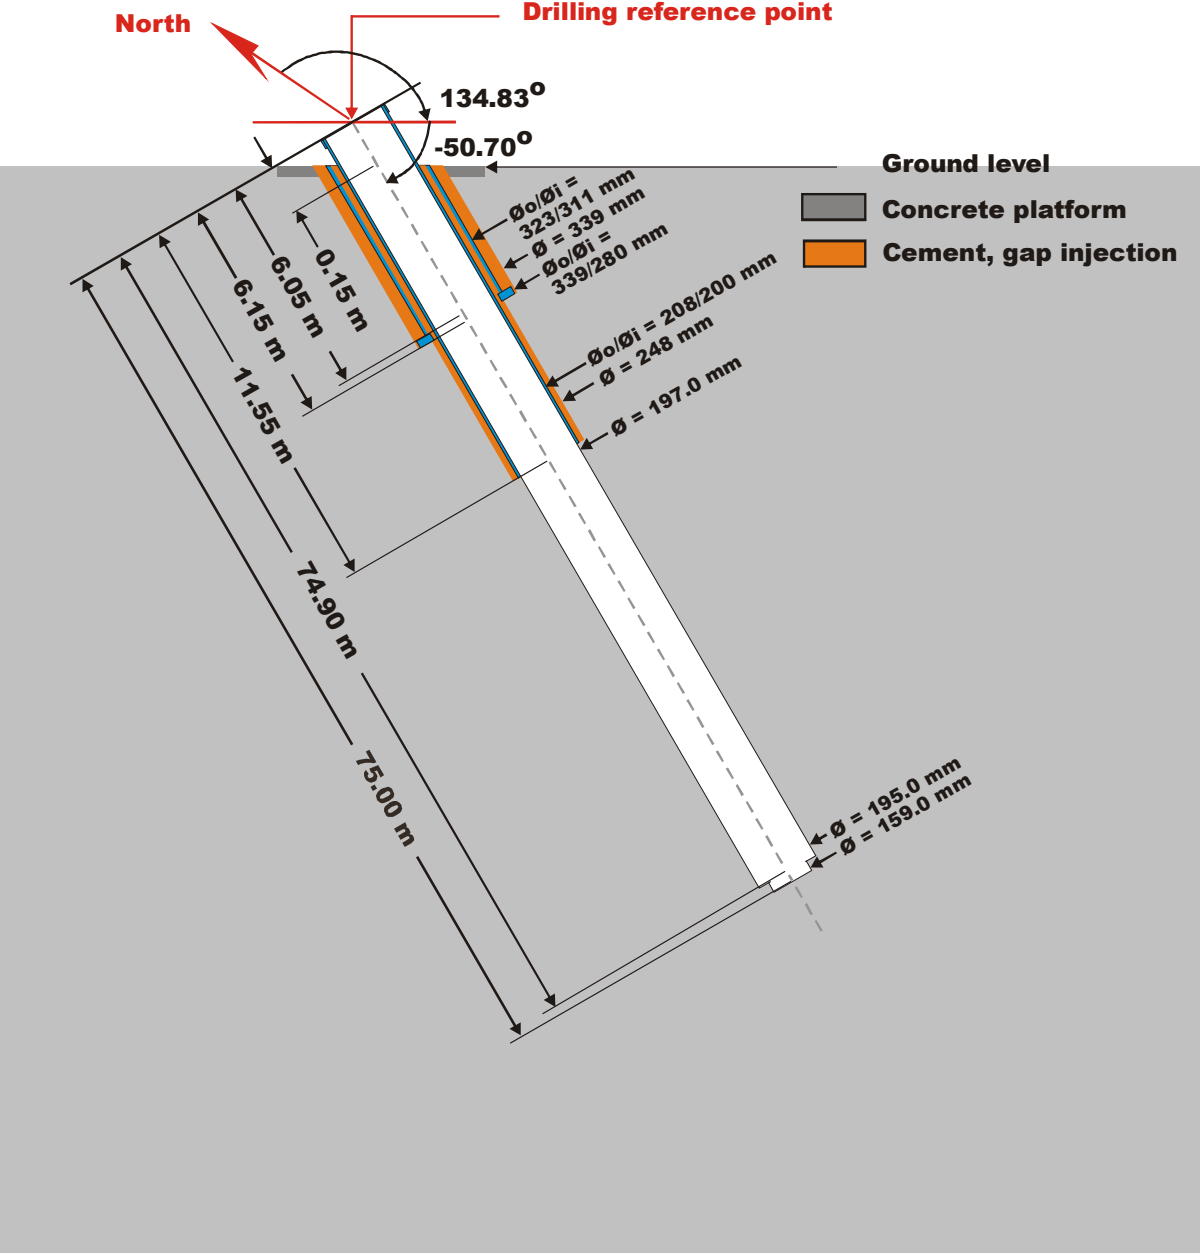 Drilling reference point
North
134.83o
-50.70o
Ground level
Concrete platform
Cement, gap injection
Øo/Øi =
323/311 mm
Ø = 339 mm
Øo/Øi =
339/280 mm
Øo/Øi = 208/200 mm
Ø = 248 mm
Ø = 197.0 mm
0.15 m
6.05 m
6.15 m
11.55 m
74.90 m
75.00 m
Ø = 195.0 mm
Ø = 159.0 mm